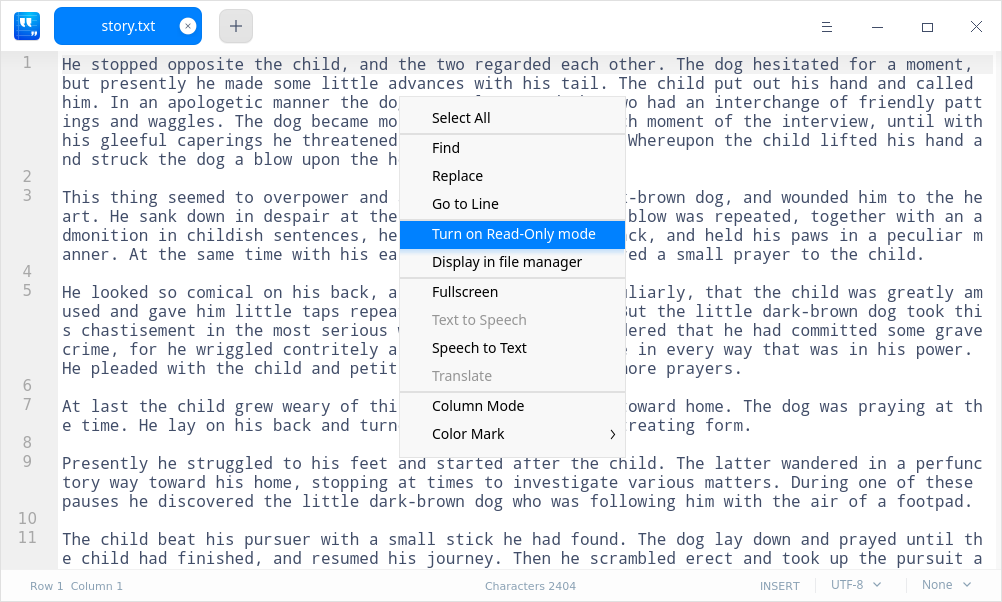 story.txt
1 He stopped opposite the child, and the two regarded each other. The dog hesitated for a moment,
but presently he made some little advances with his tail. The child put out his hand and called
him. In an apologetic manner the do wo had an interchange of friendly patt
ings and waggles. The dog became mo h moment of the interview, until with
his gleeful caperings he threatened Whereupon the child lifted his hand a
nd struck the dog a blow upon the h
2
3 This thing seemed to overpower and -brown dog, and wounded him to the he
art. He sank down in despair at the blow was repeated, together with an a
dmonition in childish sentences, he ck, and held his paws in a peculiar m
anner. At the same time with his ea ed a small prayer to the child.
4
5 He looked so comical on his back, a liarly, that the child was greatly am
used and gave him little taps repea ut the little dark-brown dog took thi
s chastisement in the most serious dered that he had committed some grave
crime, for he wriggled contritely a in every way that was in his power.
He pleaded with the child and petit more prayers.
6
7 At last the child grew weary of thi oward home. The dog was praying at th
e time. He lay on his back and turn reating form.
8
9 Presently he struggled to his feet and started after the child. The latter wandered in a perfunc
tory way toward his home, stopping at times to investigate various matters. During one of these
pauses he discovered the little dark-brown dog who was following him with the air of a footpad.
10
11 The child beat his pursuer with a small stick he had found. The dog lay down and prayed until th
e child had finished, and resumed his journey. Then he scrambled erect and took up the pursuit a
Select All
Find
Replace
Go to Line
Turn on Read-Only mode
Display in file manager
Fullscreen
Text to Speech
Speech to Text
Translate
Column Mode
Color Mark
Row 1 Column 1 Characters 2404 INSERT UTF-8 None